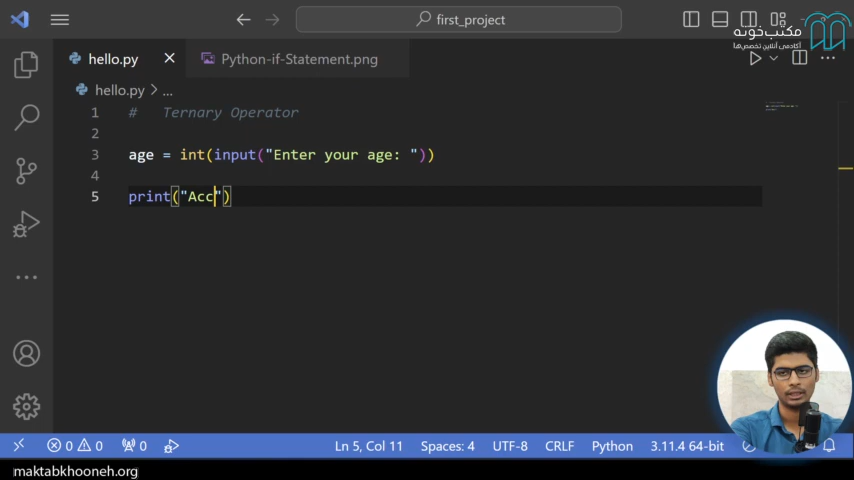 first_project
مکتب‌خونه
آکادمی آنلاین تخصص‌ها
hello.py
Python-if-Statement.png
hello.py > ...
1 # Ternary Operator
2
3 age = int(input("Enter your age: "))
4
5 print("Acc")
0 0 0 Ln 5, Col 11 Spaces: 4 UTF-8 CRLF Python 3.11.4 64-bit
maktabkhooneh.org